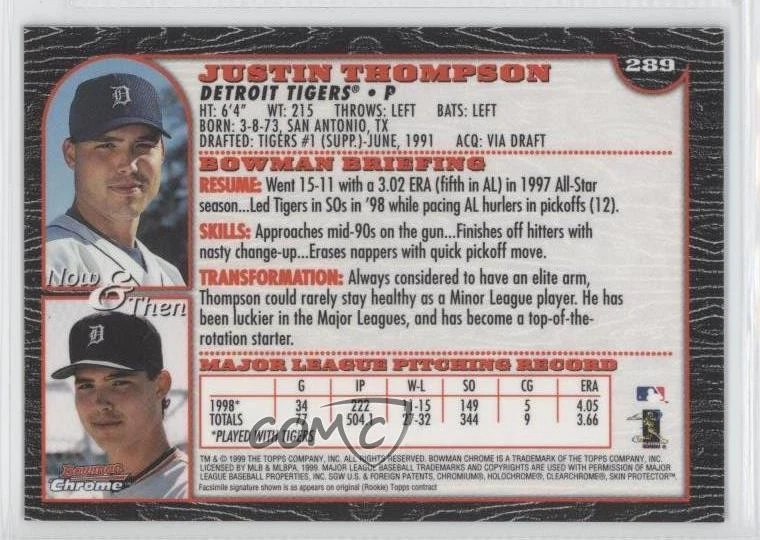 289
JUSTIN THOMPSON
DETROIT TIGERS® • P
HT: 6'4" WT: 215 THROWS: LEFT BATS: LEFT
BORN: 3-8-73, SAN ANTONIO, TX
DRAFTED: TIGERS #1 (SUPP.)-JUNE, 1991 ACQ: VIA DRAFT
BOWMAN BRIEFING
RESUME: Went 15-11 with a 3.02 ERA (fifth in AL) in 1997 All-Star
season...Led Tigers in SOs in '98 while pacing AL hurlers in pickoffs (12).
SKILLS: Approaches mid-90s on the gun...Finishes off hitters with
nasty change-up...Erases nappers with quick pickoff move.
TRANSFORMATION: Always considered to have an elite arm,
Thompson could rarely stay healthy as a Minor League player. He has
been luckier in the Major Leagues, and has become a top-of-the-
rotation starter.
Now & Then
MAJOR LEAGUE PITCHING RECORD
G IP W-L SO CG ERA
1998* 34 222 11-15 149 5 4.05
TOTALS 77 504.1 27-32 344 9 3.66
*PLAYED WITH TIGERS
COMC
Bowman
Chrome
TM & © 1999 THE TOPPS COMPANY, INC. ALL RIGHTS RESERVED. BOWMAN CHROME IS A TRADEMARK OF THE TOPPS COMPANY, INC.
LICENSED BY MLB & MLBPA, 1999. MAJOR LEAGUE BASEBALL TRADEMARKS AND COPYRIGHTS ARE USED WITH PERMISSION OF MAJOR
LEAGUE BASEBALL PROPERTIES, INC. SGW U.S. & FOREIGN PATENTS, CHROMIUM®, HOLOCHROME®, CLEARCHROME®, SKIN PROTECTOR™
Facsimile signature shown is as appears on original (Rookie) Topps contract